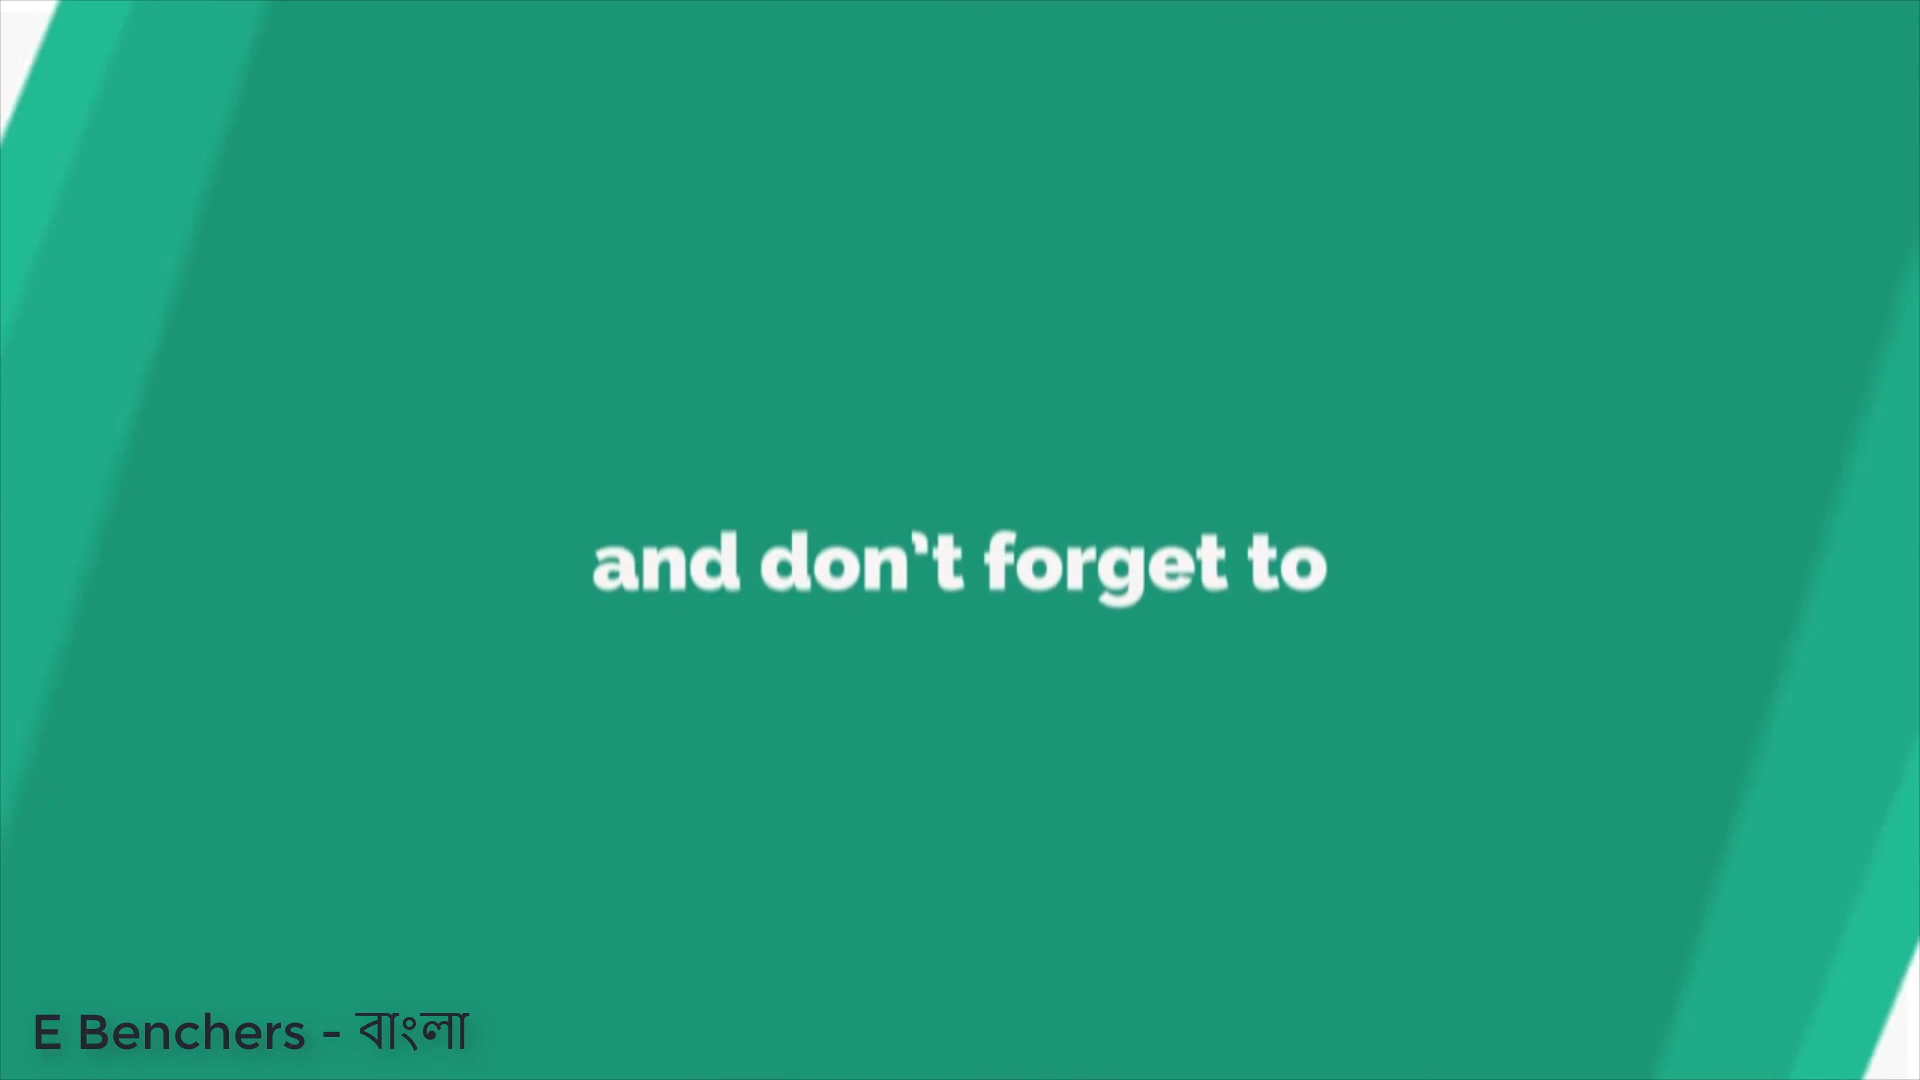 and don't forget to
E Benchers - বাংলা